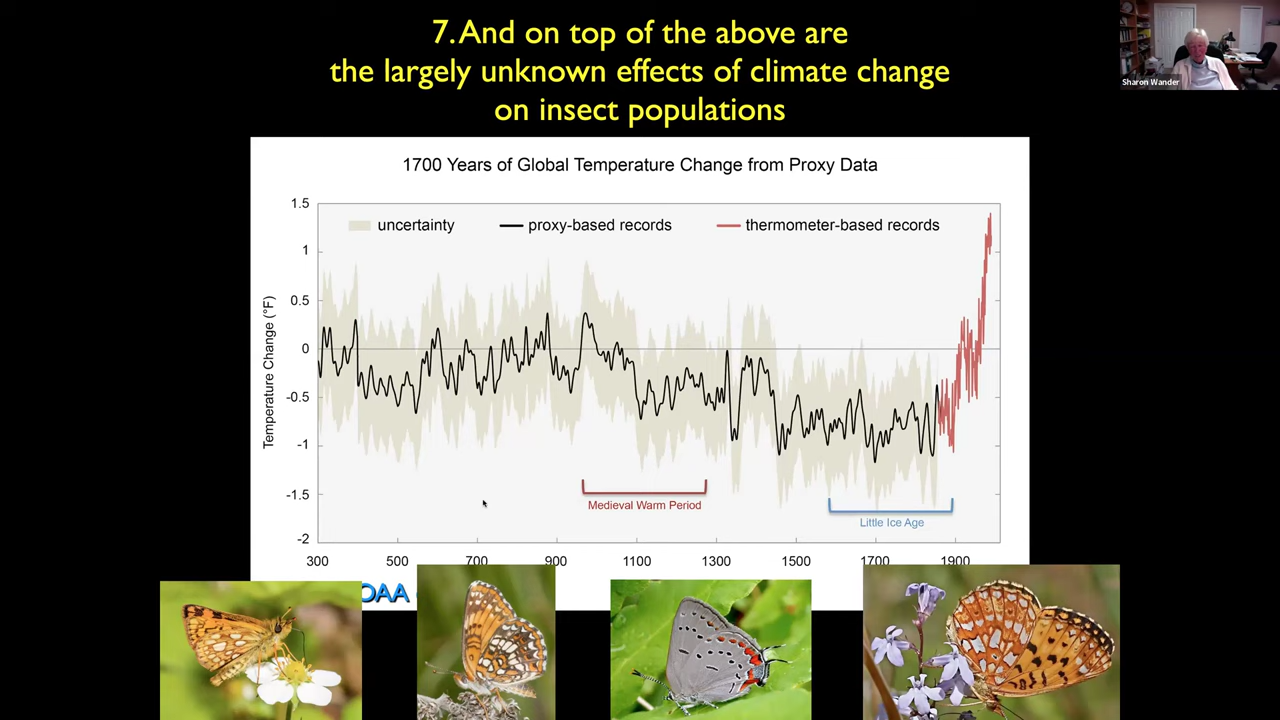 7. And on top of the above are
the largely unknown effects of climate change
on insect populations
Sharon Wander
1700 Years of Global Temperature Change from Proxy Data
uncertainty
proxy-based records
thermometer-based records
Temperature Change (°F)
1.5
1
0.5
0
-0.5
-1
-1.5
-2
Medieval Warm Period
Little Ice Age
300
500
700
900
1100
1300
1500
1700
1900
OAA